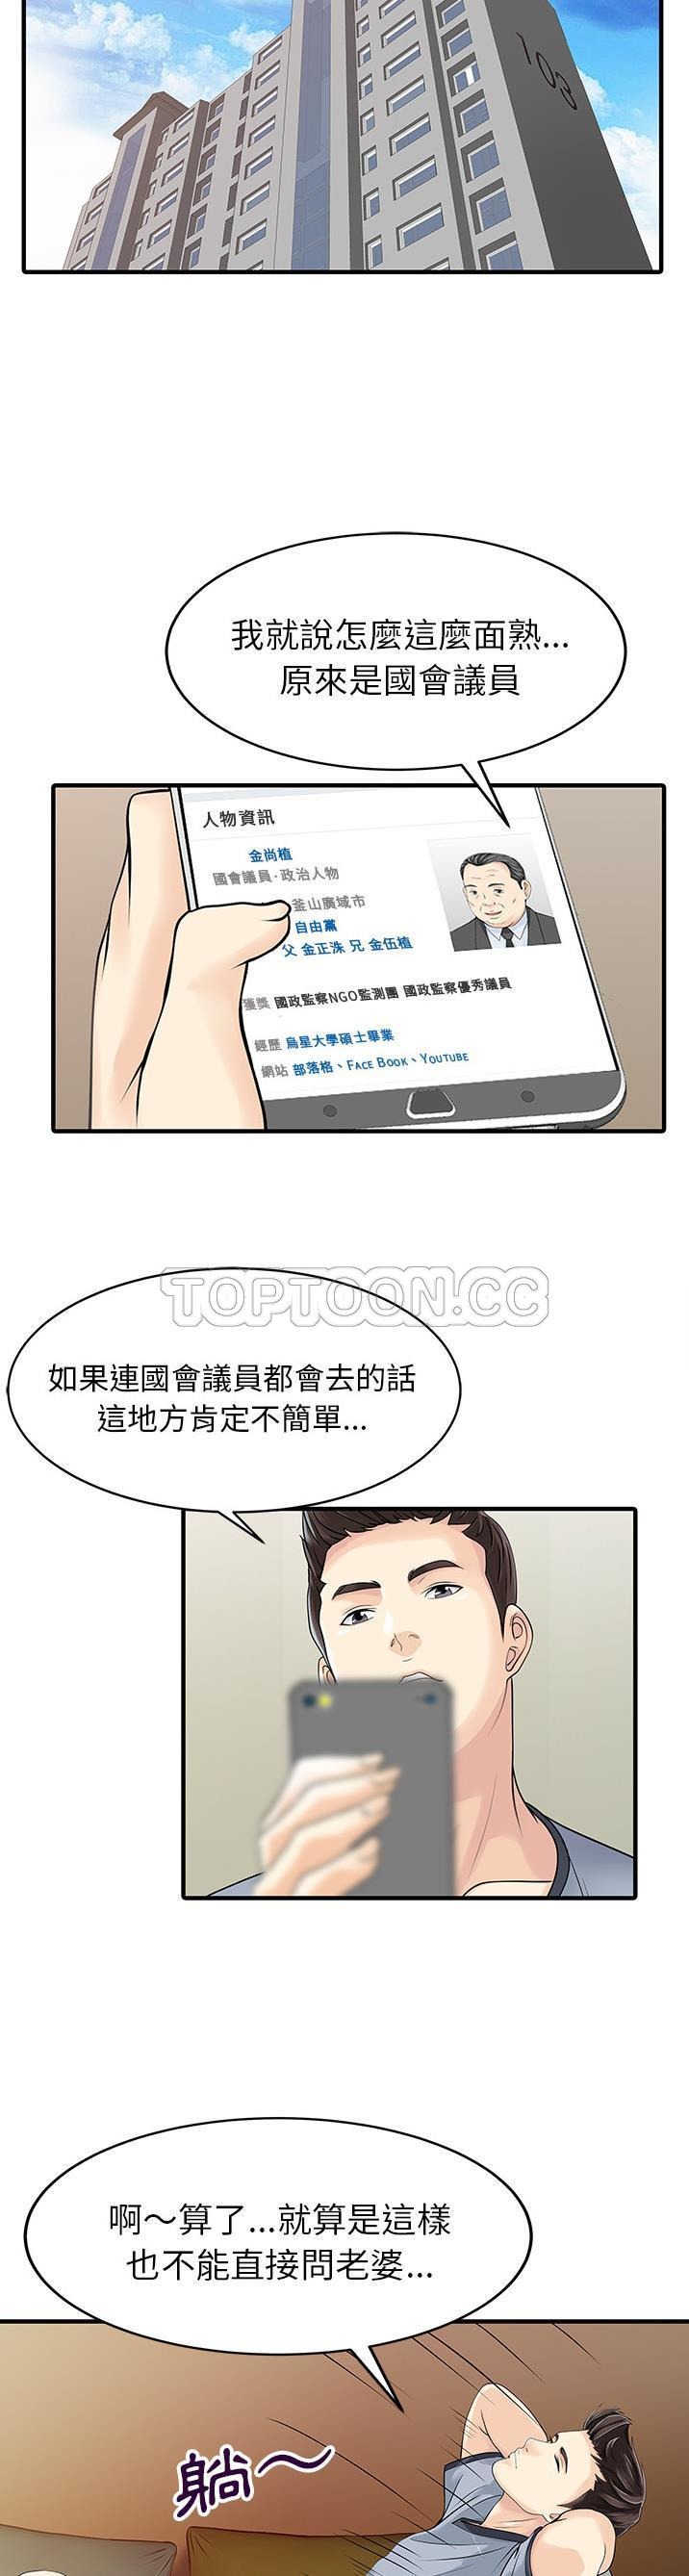 103
我就說怎麼這麼面熟...
原來是國會議員
人物資訊
金尚植
國會議員·政治人物
釜山廣域市
自由黨
父 金正洙 兄 金伍植
獲獎 國政監察NGO監測團 國政監察優秀議員
經歷 烏星大學碩士畢業
網站 部落格、FACE BOOK、YOUTUBE
TOPTOON.CC
如果連國會議員都會去的話
這地方肯定不簡單...
啊～算了...就算是這樣
也不能直接問老婆...
躺～